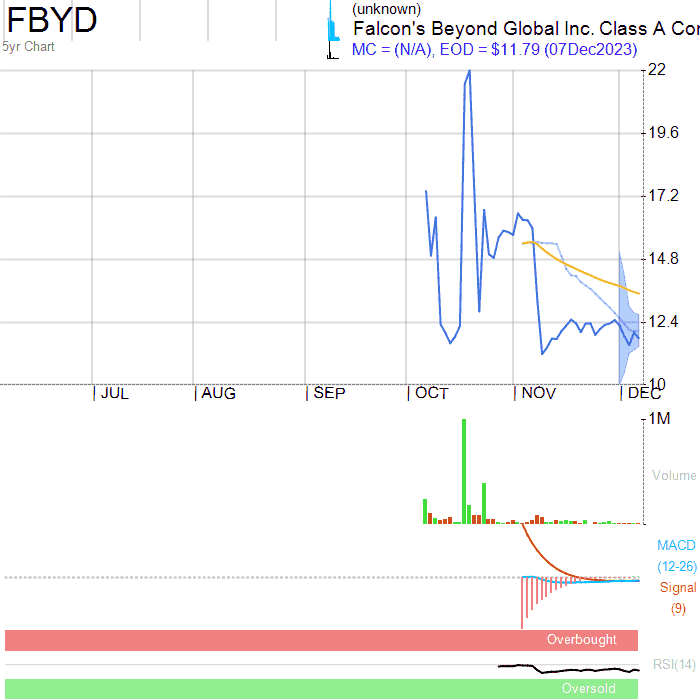 FBYD
(unknown)
Falcon's Beyond Global Inc. Class A Co
5yr Chart
MC = (N/A), EOD = $11.79 (07Dec2023)
22
19.6
17.2
14.8
12.4
10
JUL AUG SEP OCT NOV DEC
1M
Volume
MACD
(12-26)
Signal
(9)
Overbought
RSI(14)
Oversold